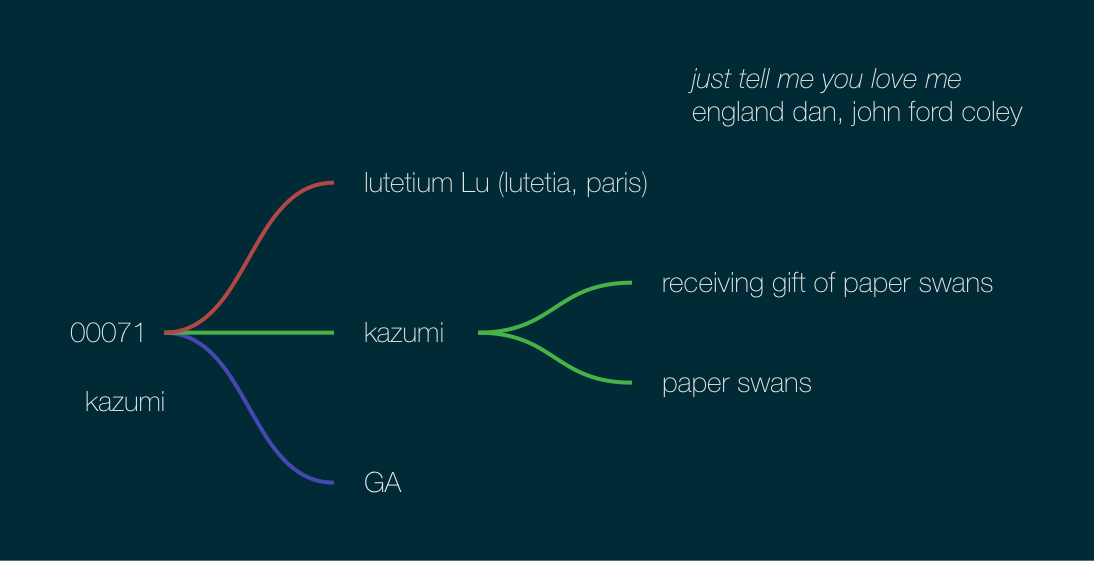 just tell me you love me
england dan, john ford coley
lutetium Lu (lutetia, paris)
receiving gift of paper swans
00071
kazumi
paper swans
kazumi
GA